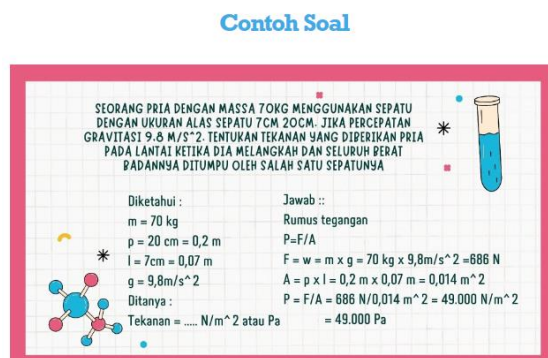 Contoh Soal
SEORANG PRIA DENGAN MASSA 70KG MENGGUNAKAN SEPATU
DENGAN UKURAN ALAS SEPATU 7CM 20CM. JIKA PERCEPATAN
GRAVITASI 9.8 M/S^2. TENTUKAN TEKANAN YANG DIBERIKAN PRIA
PADA LANTAI KETIKA DIA MELANGKAH DAN SELURUH BERAT
BADANNYA DITUMPU OLEH SALAH SATU SEPATUNYA
Diketahui :
m = 70 kg
p = 20 cm = 0,2 m
l = 7cm = 0,07 m
g = 9,8m/s^2
Ditanya :
Tekanan = ..... N/m^2 atau Pa
Jawab ::
Rumus tegangan
P=F/A
F = w = m x g = 70 kg x 9,8m/s^2 =686 N
A = p x l = 0,2 m x 0,07 m = 0,014 m^2
P = F/A = 686 N/0,014 m^2 = 49.000 N/m^2
= 49.000 Pa